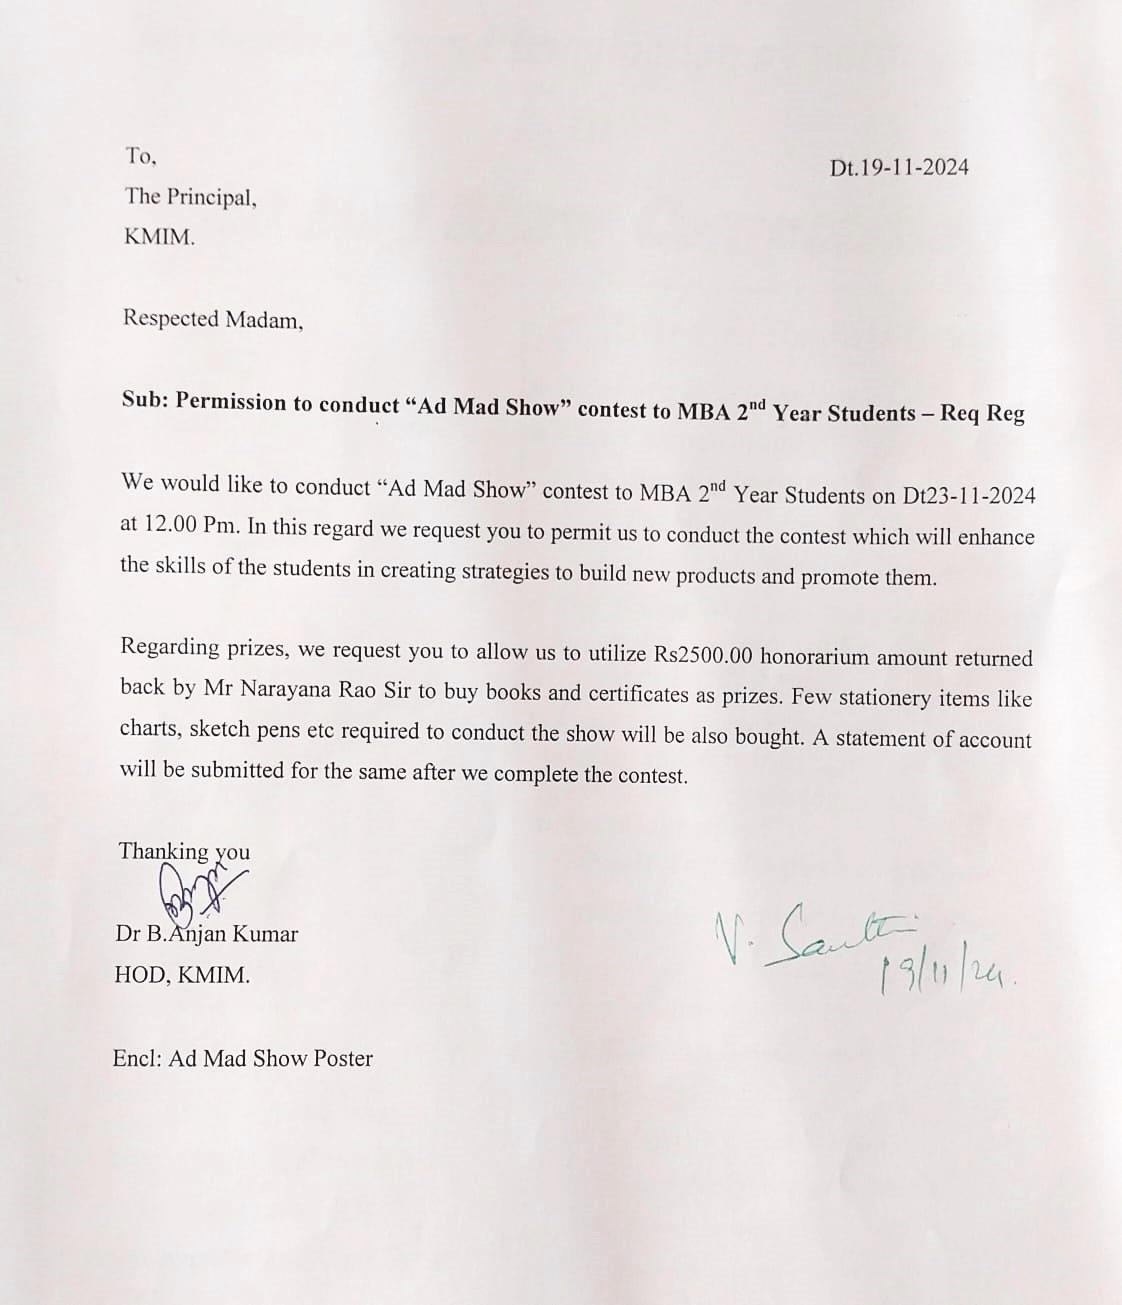 To,
Dt.19-11-2024
The Principal,
KMIM.
Respected Madam,
Sub: Permission to conduct “Ad Mad Show” contest to MBA 2nd Year Students – Req Reg
We would like to conduct “Ad Mad Show” contest to MBA 2nd Year Students on Dt23-11-2024
at 12.00 Pm. In this regard we request you to permit us to conduct the contest which will enhance
the skills of the students in creating strategies to build new products and promote them.
Regarding prizes, we request you to allow us to utilize Rs2500.00 honorarium amount returned
back by Mr Narayana Rao Sir to buy books and certificates as prizes. Few stationery items like
charts, sketch pens etc required to conduct the show will be also bought. A statement of account
will be submitted for the same after we complete the contest.
Thanking you
Dr B.Anjan Kumar
HOD, KMIM.
V.
19/11/24.
Encl: Ad Mad Show Poster